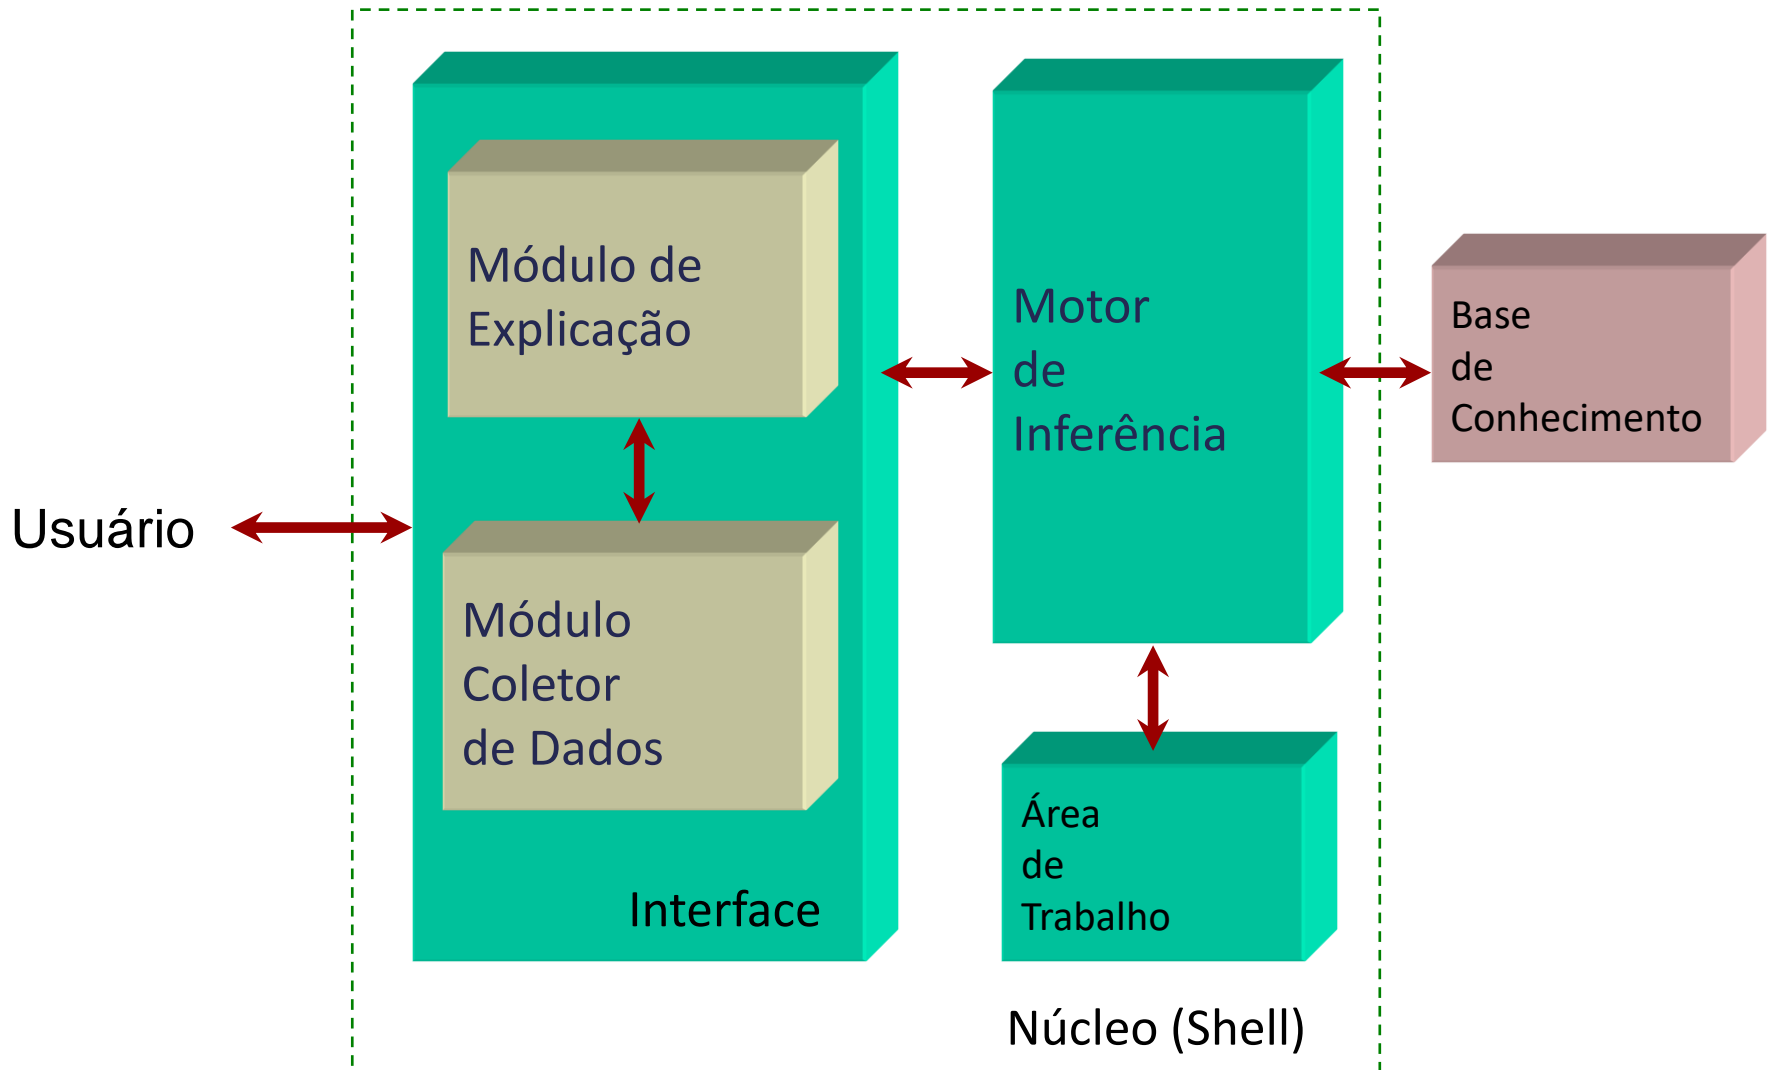 Módulo de
Explicação
Motor
de
Inferência
Base
de
Conhecimento
Usuário
Módulo
Coletor
de Dados
Área
de
Trabalho
Interface
Núcleo (Shell)